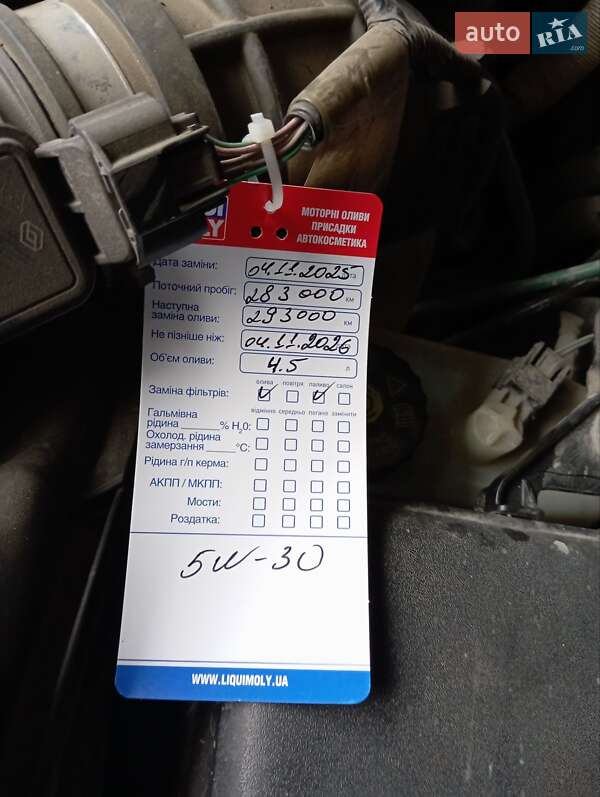 auto RIA .com
МОТОРНІ ОЛИВИ
ПРИСАДКИ
АВТОКОСМЕТИКА
Дата заміни: 04.11.2025
Поточний пробіг: 283000 км
Наступна
заміна оливи: 293000 км
Не пізніше ніж: 04.11.2026
Об'єм оливи: 4.5 л
олива повітря паливо салон
Заміна фільтрів:
відмінно середньо погано замінити
Гальмівна
рідина ______% H₂0:
Охолод. рідина
замерзання ______°C:
Рідина г/п керма:
АКПП / МКПП:
Мости:
Роздатка:
5W-30
WWW.LIQUIMOLY.UA